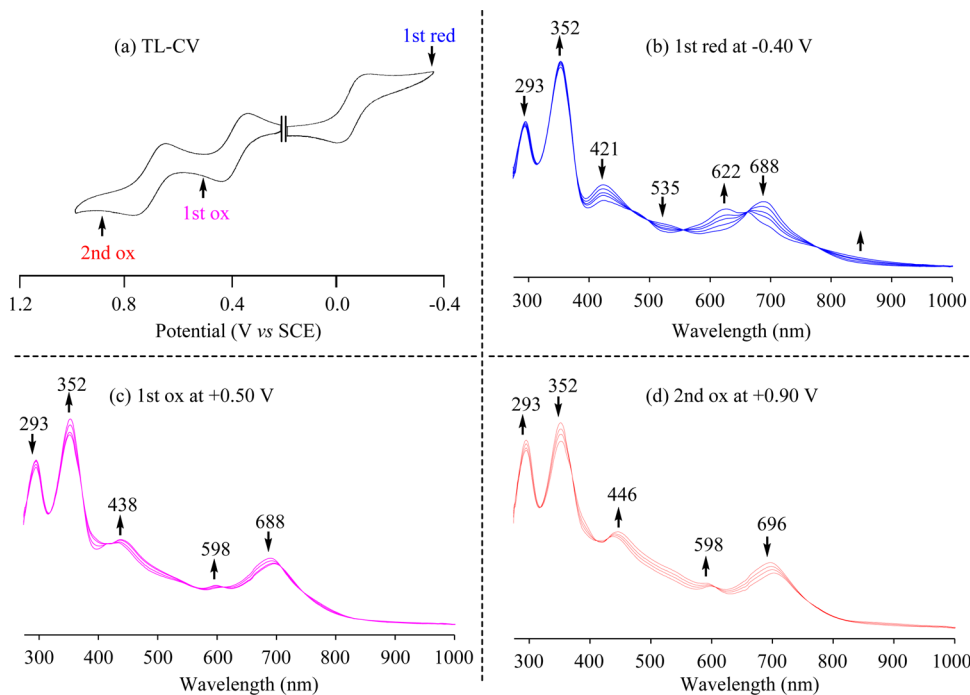 (a) TL-CV
1st red
1st ox
2nd ox
1.2 0.8 0.4 0.0 -0.4
Potential (V vs SCE)
(b) 1st red at -0.40 V
352
293
421
535
622
688
300 400 500 600 700 800 900 1000
Wavelength (nm)
(c) 1st ox at +0.50 V
352
293
438
598
688
300 400 500 600 700 800 900 1000
Wavelength (nm)
(d) 2nd ox at +0.90 V
352
293
446
598
696
300 400 500 600 700 800 900 1000
Wavelength (nm)